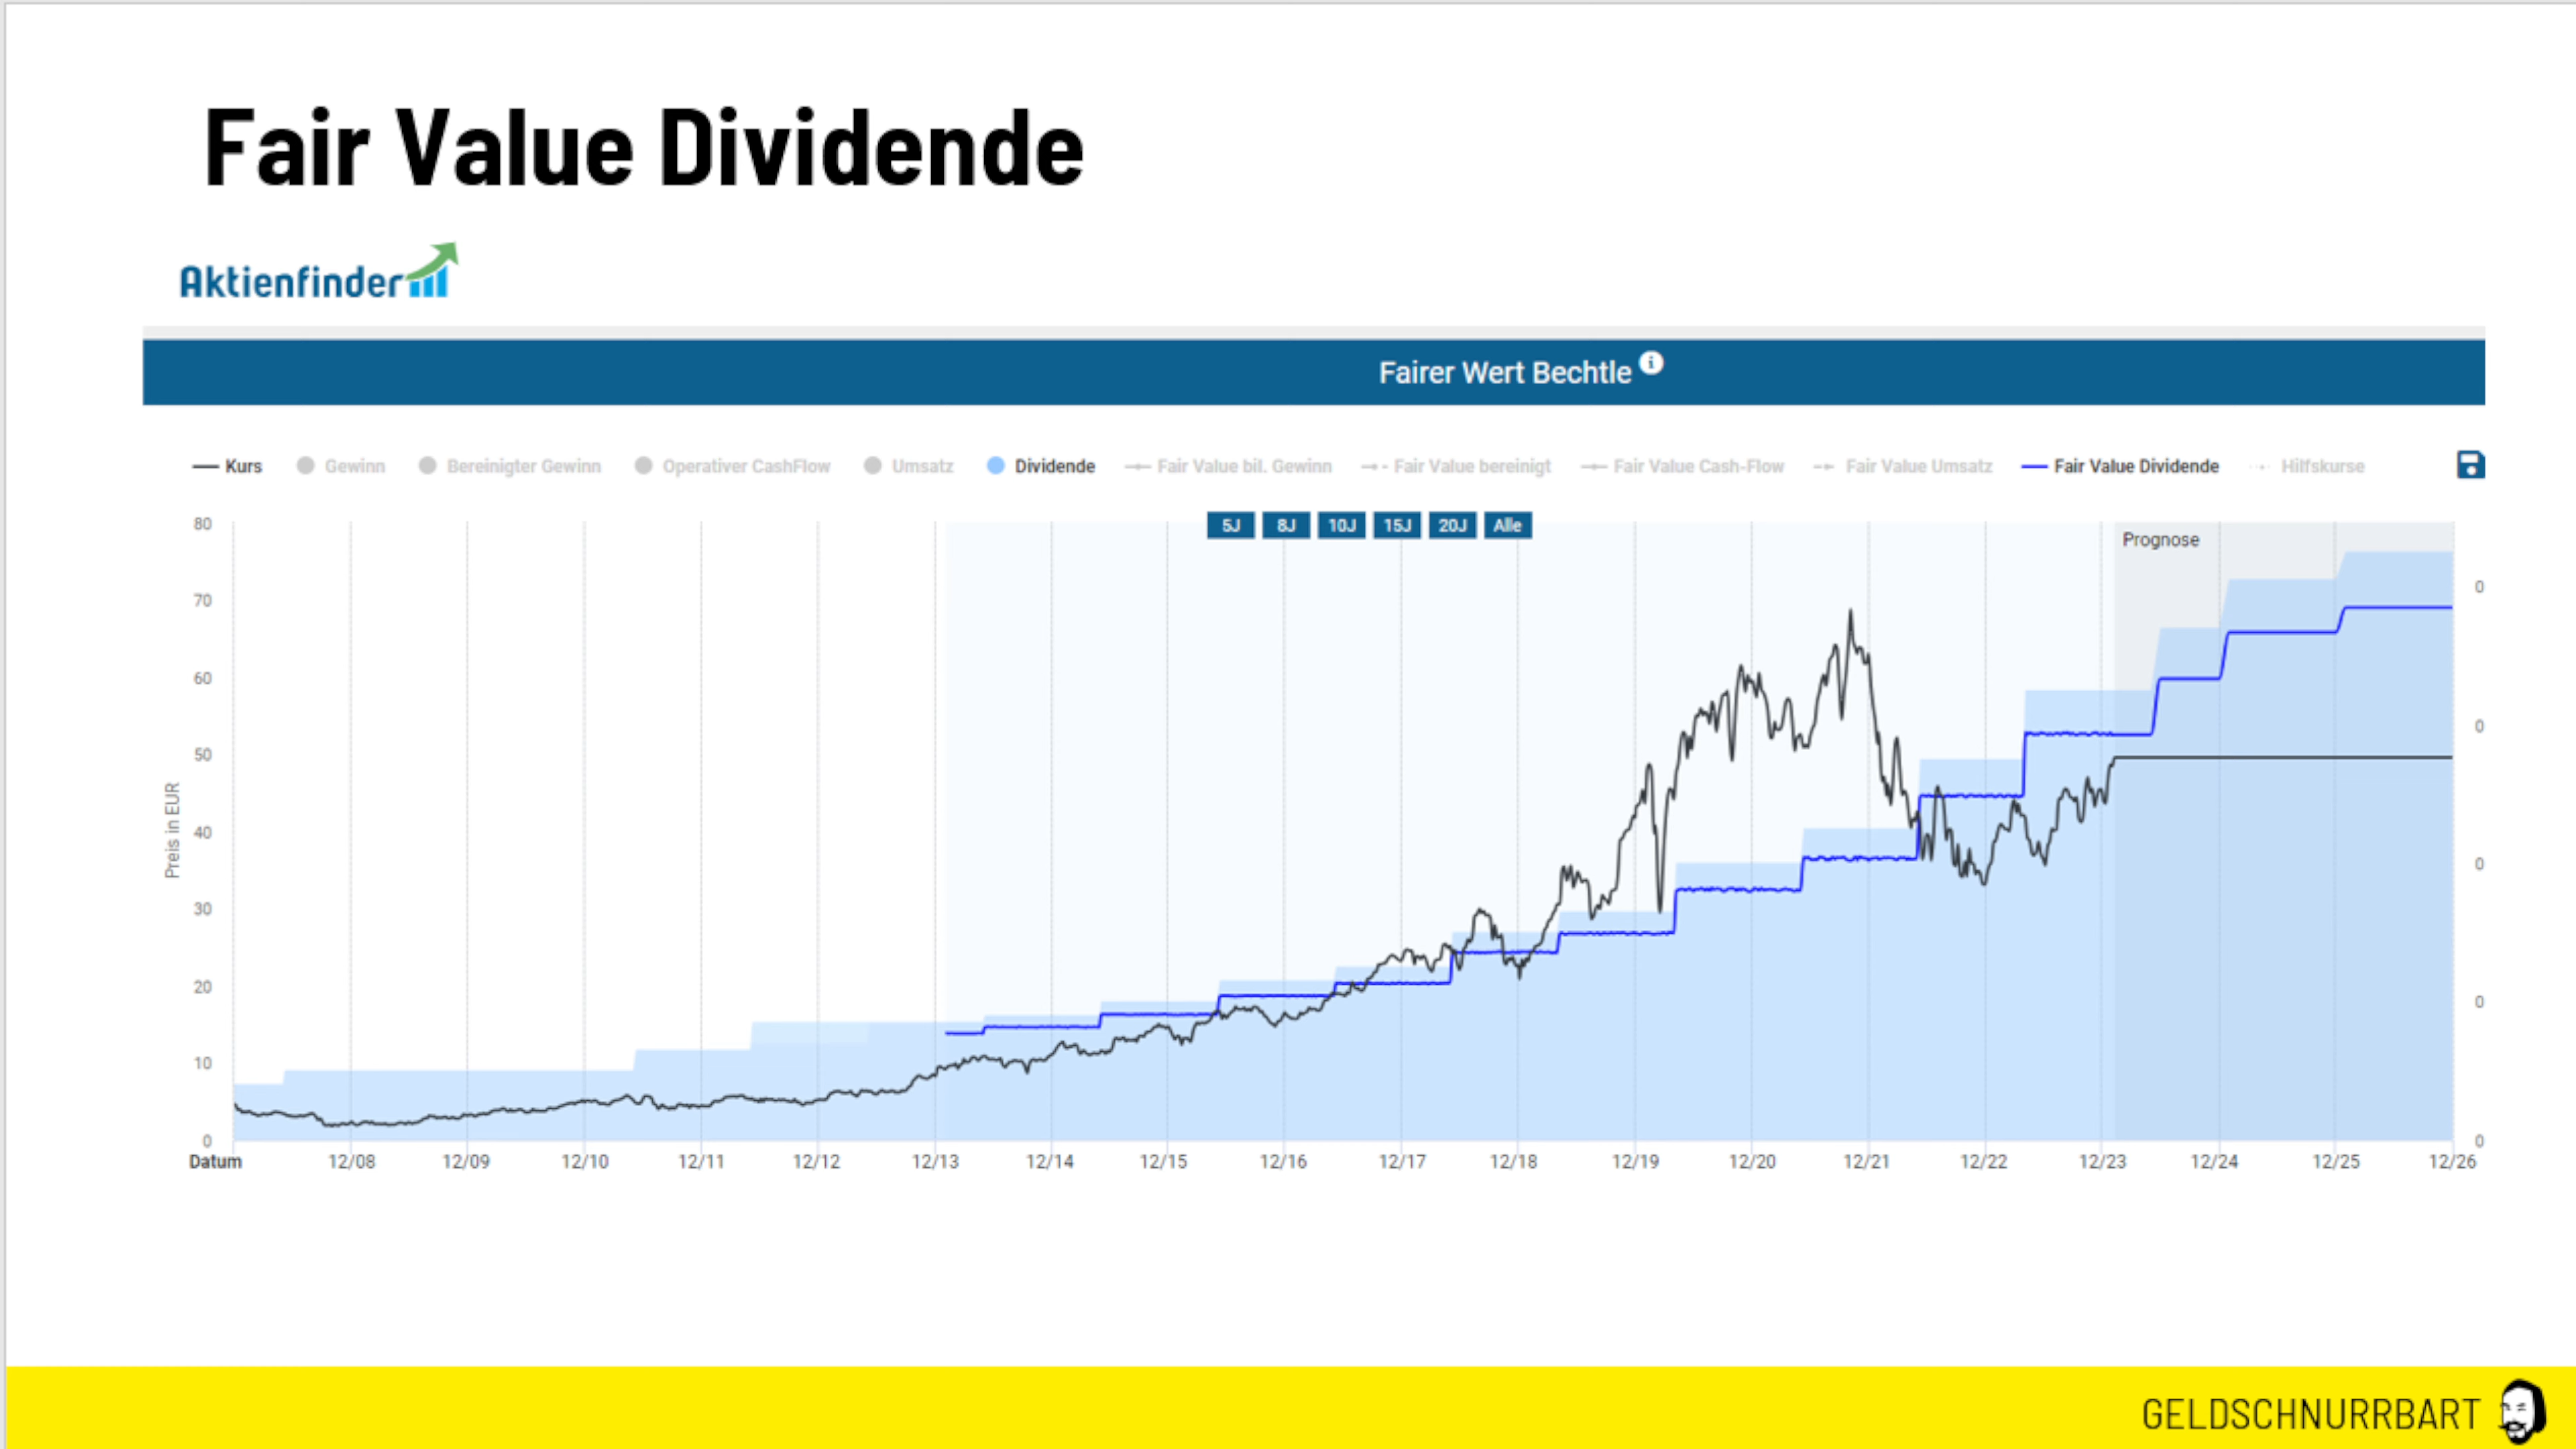 Fair Value Dividende
Aktienfinder
Fairer Wert Bechtle i
Kurs Gewinn Bereinigter Gewinn Operativer CashFlow Umsatz Dividende Fair Value bil. Gewinn Fair Value bereinigt Fair Value Cash-Flow Fair Value Umsatz Fair Value Dividende Hilfskurse
5J 8J 10J 15J 20J Alle
Prognose
80
70 0
60
50 0
40 0
30
20 0
10
0 0
Preis in EUR
Datum 12/08 12/09 12/10 12/11 12/12 12/13 12/14 12/15 12/16 12/17 12/18 12/19 12/20 12/21 12/22 12/23 12/24 12/25 12/26
GELDSCHNURRBART